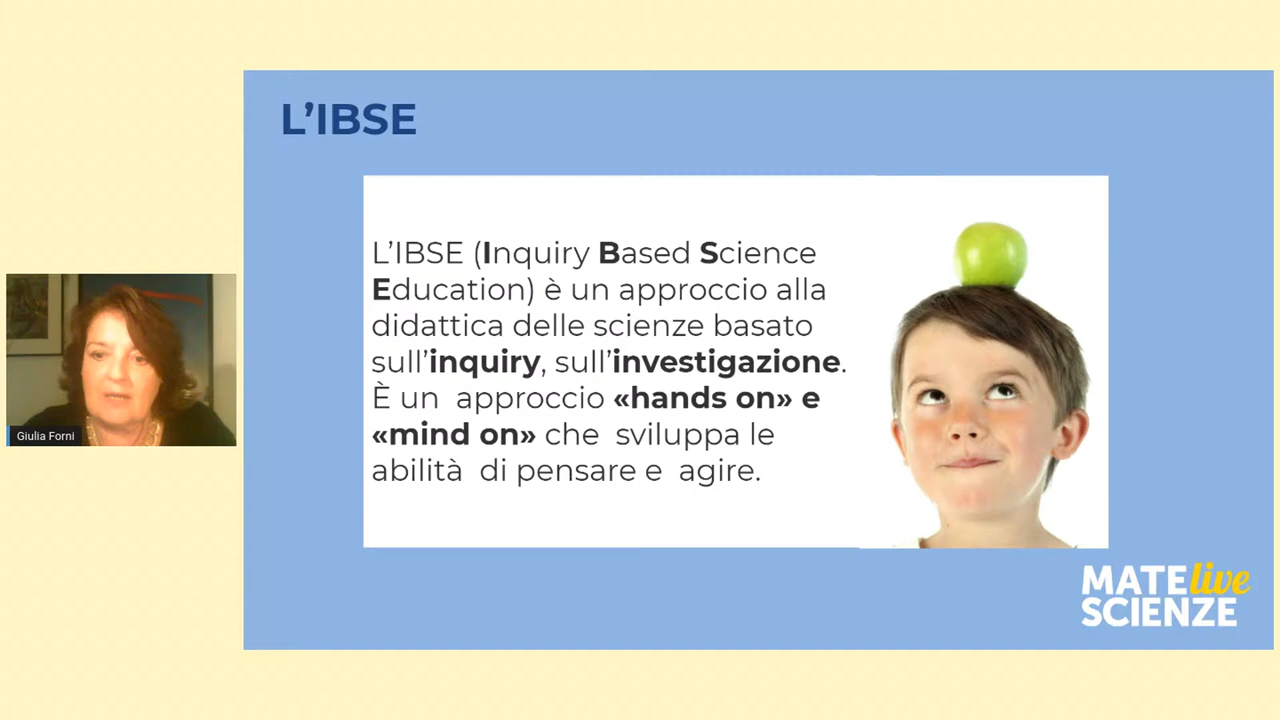 L’IBSE
L’IBSE (Inquiry Based Science
Education) è un approccio alla
didattica delle scienze basato
sull’inquiry, sull’investigazione.
È un approccio «hands on» e
«mind on» che sviluppa le
abilità di pensare e agire.
Giulia Forni
MATE live
SCIENZE